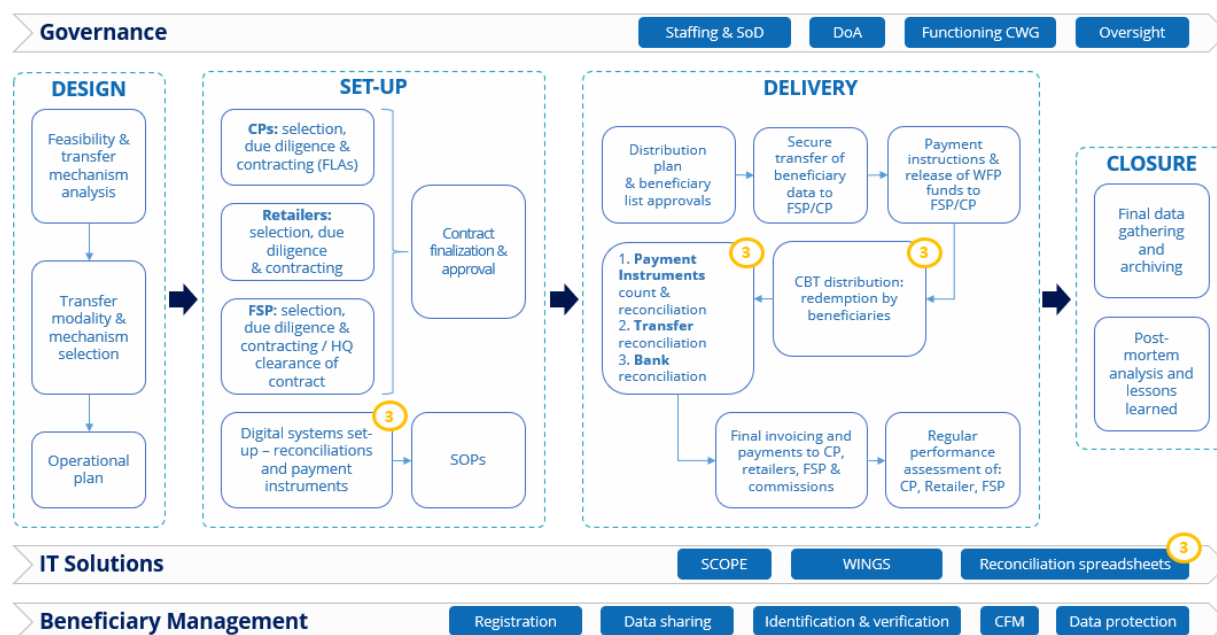 Governance
Staffing & SoD
DoA
Functioning CWG
Oversight
DESIGN
Feasibility &
transfer
mechanism
analysis
Transfer
modality &
mechanism
selection
Operational
plan
SET-UP
CPs: selection,
due diligence &
contracting (FLAs)
Retailers:
selection, due
diligence
& contracting
FSP: selection,
due diligence &
contracting / HQ
clearance of
contract
Contract
finalization &
approval
3
Digital systems set-
up – reconciliations
and payment
instruments
SOPs
DELIVERY
Distribution
plan
& beneficiary
list approvals
Secure
transfer of
beneficiary
data to
FSP/CP
Payment
instructions &
release of WFP
funds to
FSP/CP
3
CBT distribution:
redemption by
beneficiaries
3
1. Payment
Instruments
count &
reconciliation
2. Transfer
reconciliation
3. Bank
reconciliation
Final invoicing and
payments to CP,
retailers, FSP &
commissions
Regular
performance
assessment of:
CP, Retailer, FSP
CLOSURE
Final data
gathering
and
archiving
Post-
mortem
analysis and
lessons
learned
IT Solutions
SCOPE
WINGS
Reconciliation spreadsheets
3
Beneficiary Management
Registration
Data sharing
Identification & verification
CFM
Data protection